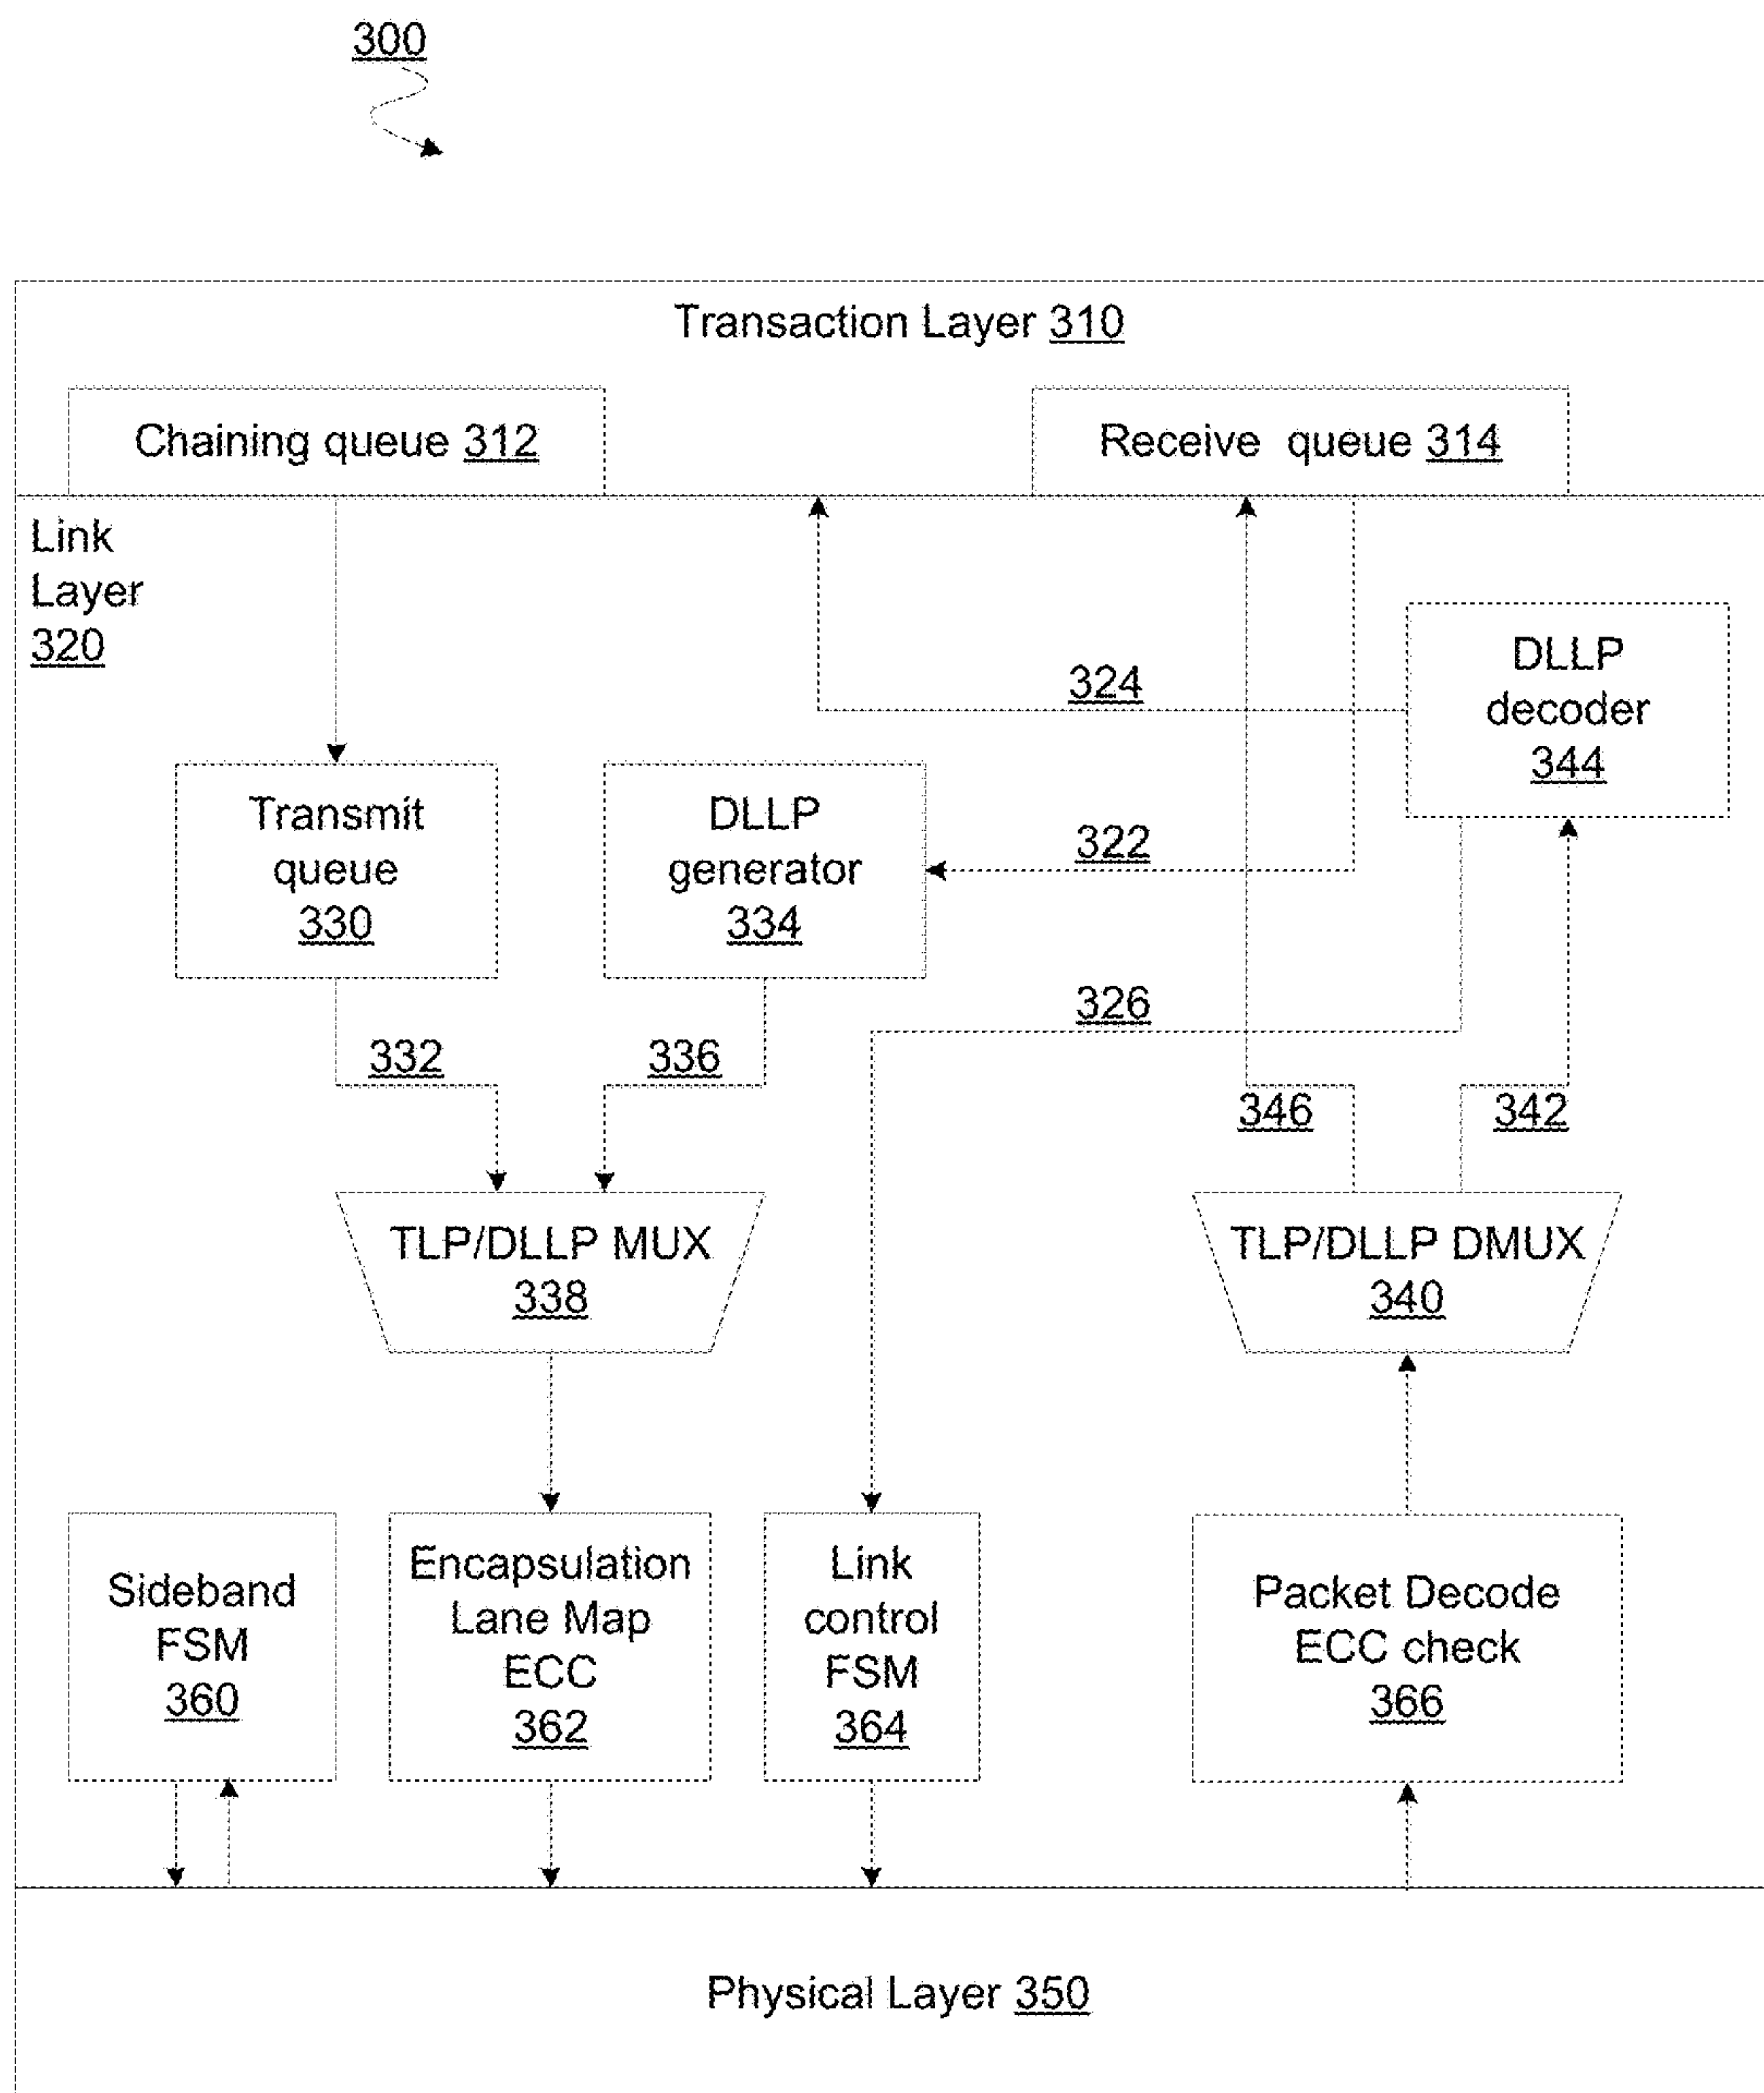 300
Transaction Layer 310
Chaining queue 312
Receive queue 314
Link
Layer
320
324
DLLP
decoder
344
Transmit
queue
330
DLLP
generator
334
322
326
332
336
346
342
TLP/DLLP MUX
338
TLP/DLLP DMUX
340
Sideband
FSM
360
Encapsulation
Lane Map
ECC
362
Link
control
FSM
364
Packet Decode
ECC check
366
Physical Layer 350